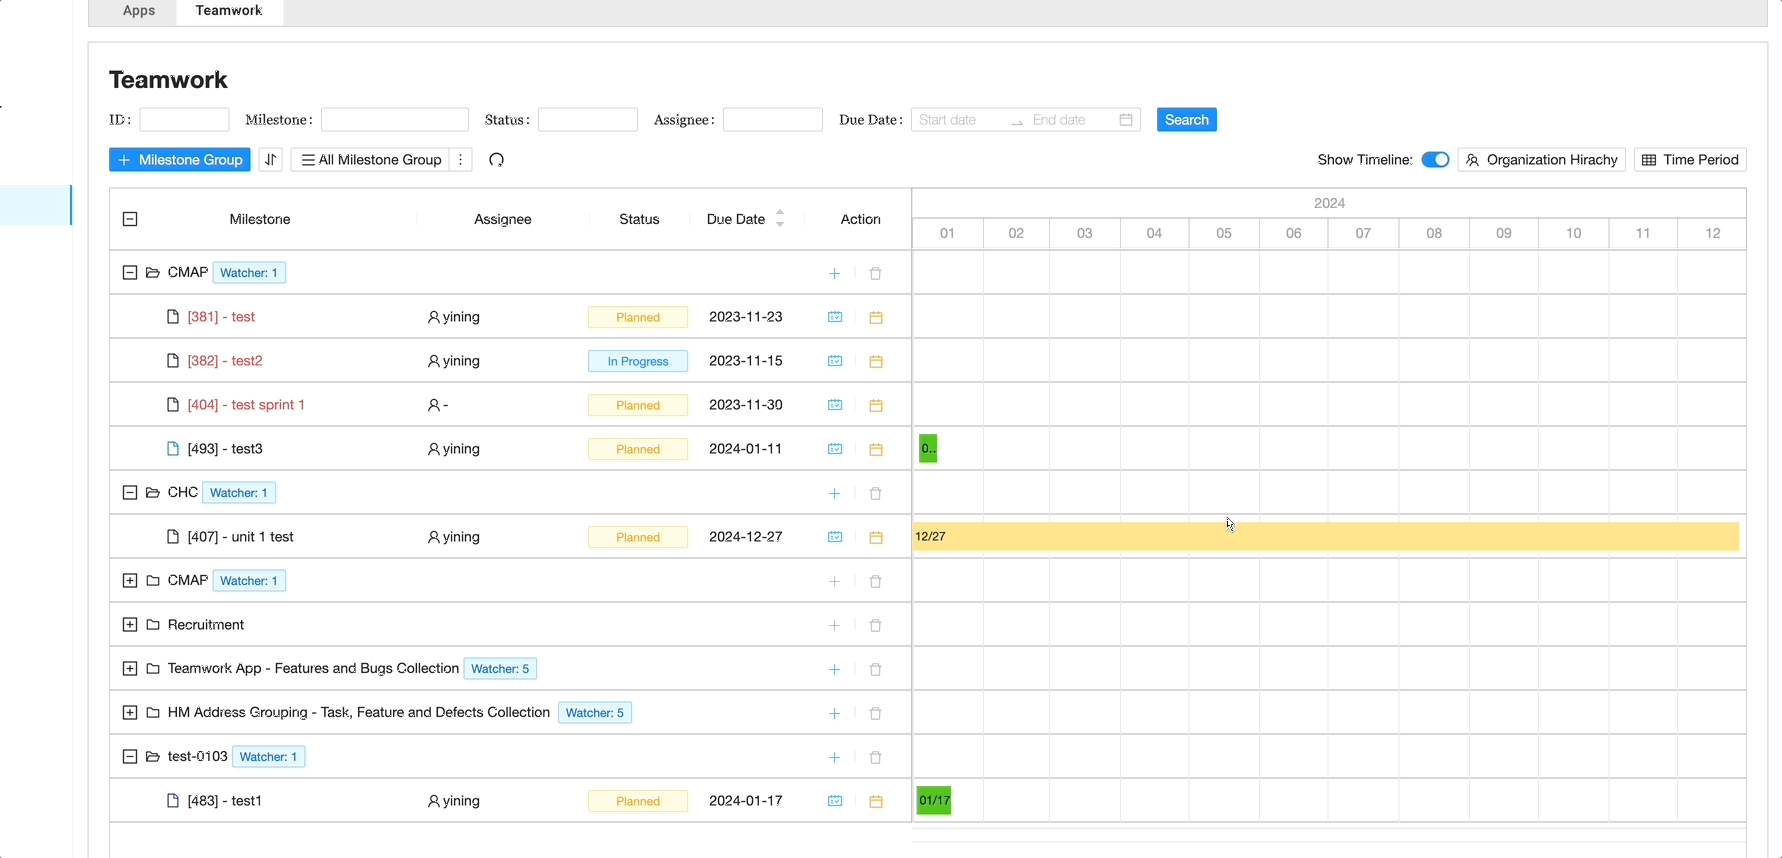 Apps Teamwork
Teamwork
ID: Milestone: Status: Assignee: Due Date: Start date End date Search
+ Milestone Group All Milestone Group Show Timeline: Organization Hirachy Time Period
Milestone Assignee Status Due Date Action 2024
01 02 03 04 05 06 07 08 09 10 11 12
CMAP Watcher: 1
[381] - test yining Planned 2023-11-23
[382] - test2 yining In Progress 2023-11-15
[404] - test sprint 1 - Planned 2023-11-30
[493] - test3 yining Planned 2024-01-11 0..
CHC Watcher: 1
[407] - unit 1 test yining Planned 2024-12-27 12/27
CMAP Watcher: 1
Recruitment
Teamwork App - Features and Bugs Collection Watcher: 5
HM Address Grouping - Task, Feature and Defects Collection Watcher: 5
test-0103 Watcher: 1
[483] - test1 yining Planned 2024-01-17 01/17